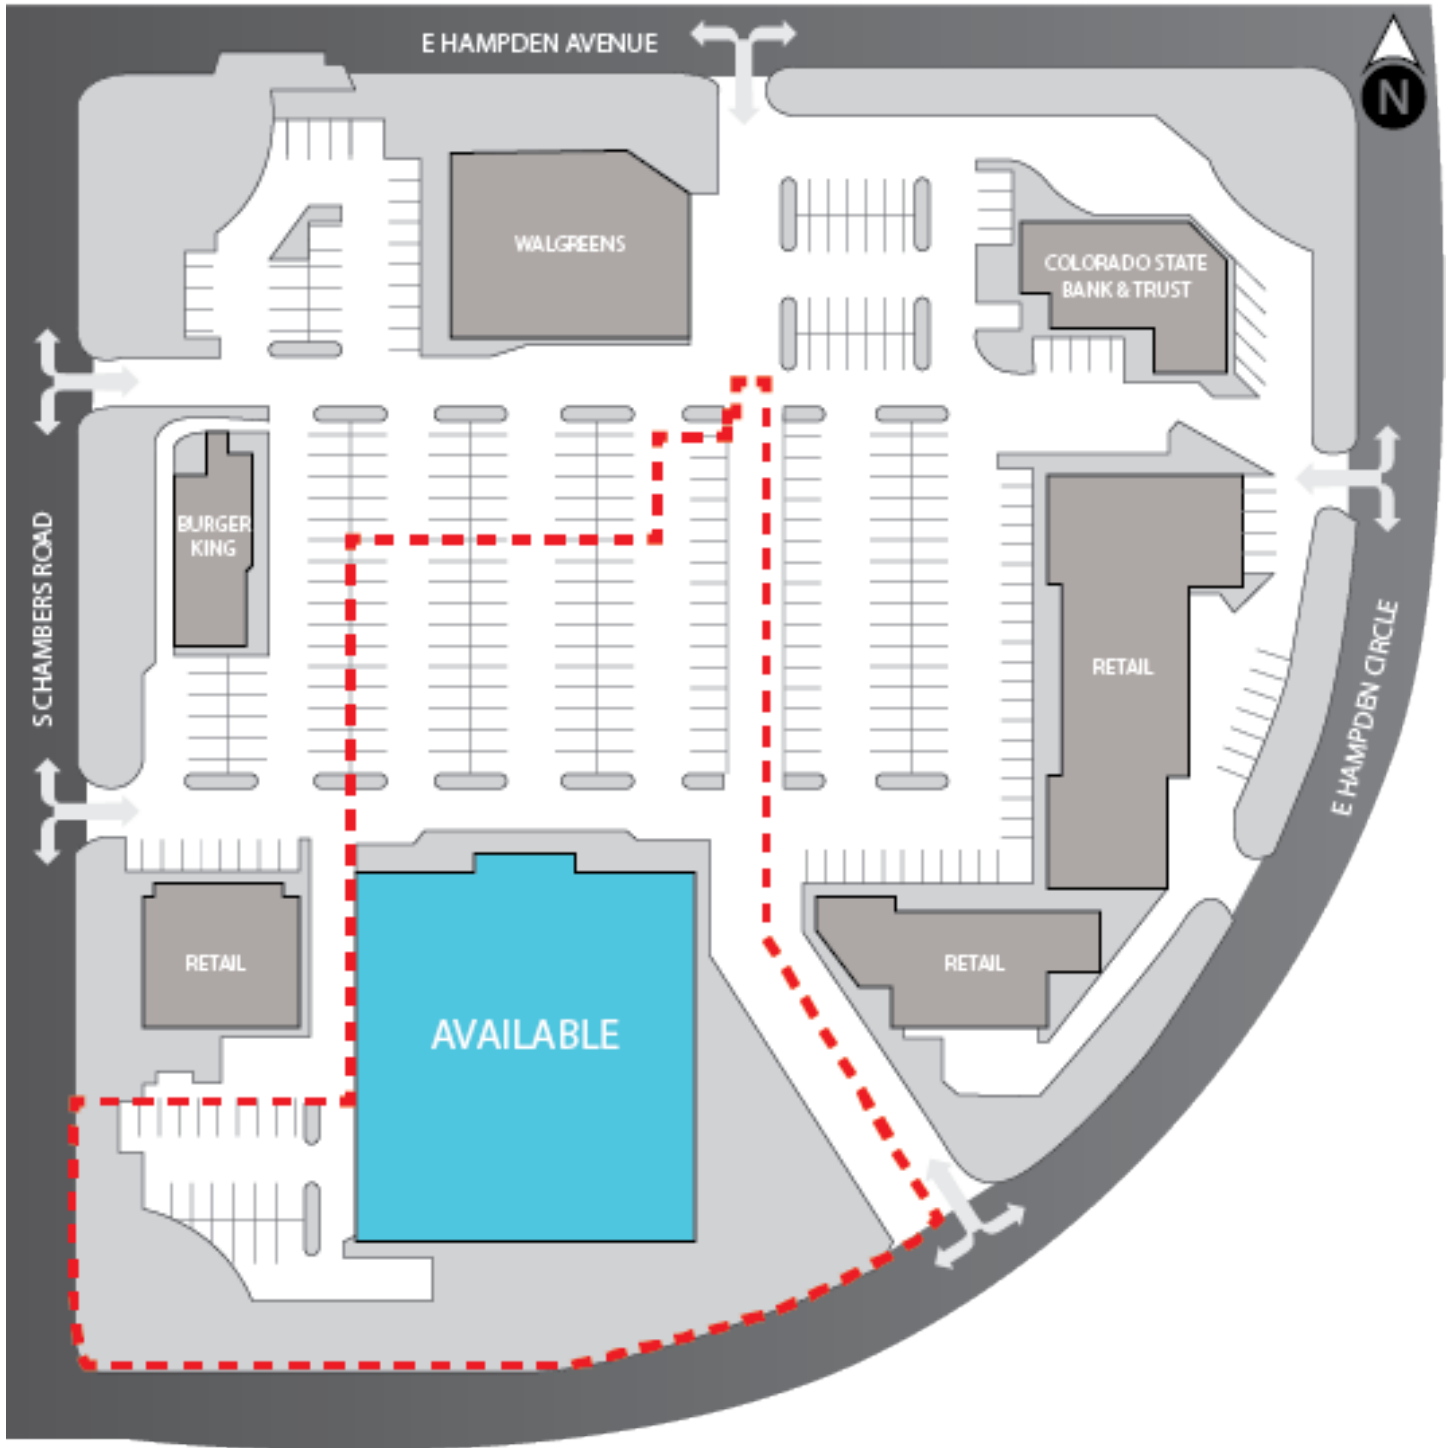 E HAMPDEN AVENUE
N
WALGREENS
COLORADO STATE
BANK & TRUST
BURGER
KING
S CHAMBERS ROAD
RETAIL
E HAMPDEN CIRCLE
RETAIL
RETAIL
AVAILABLE